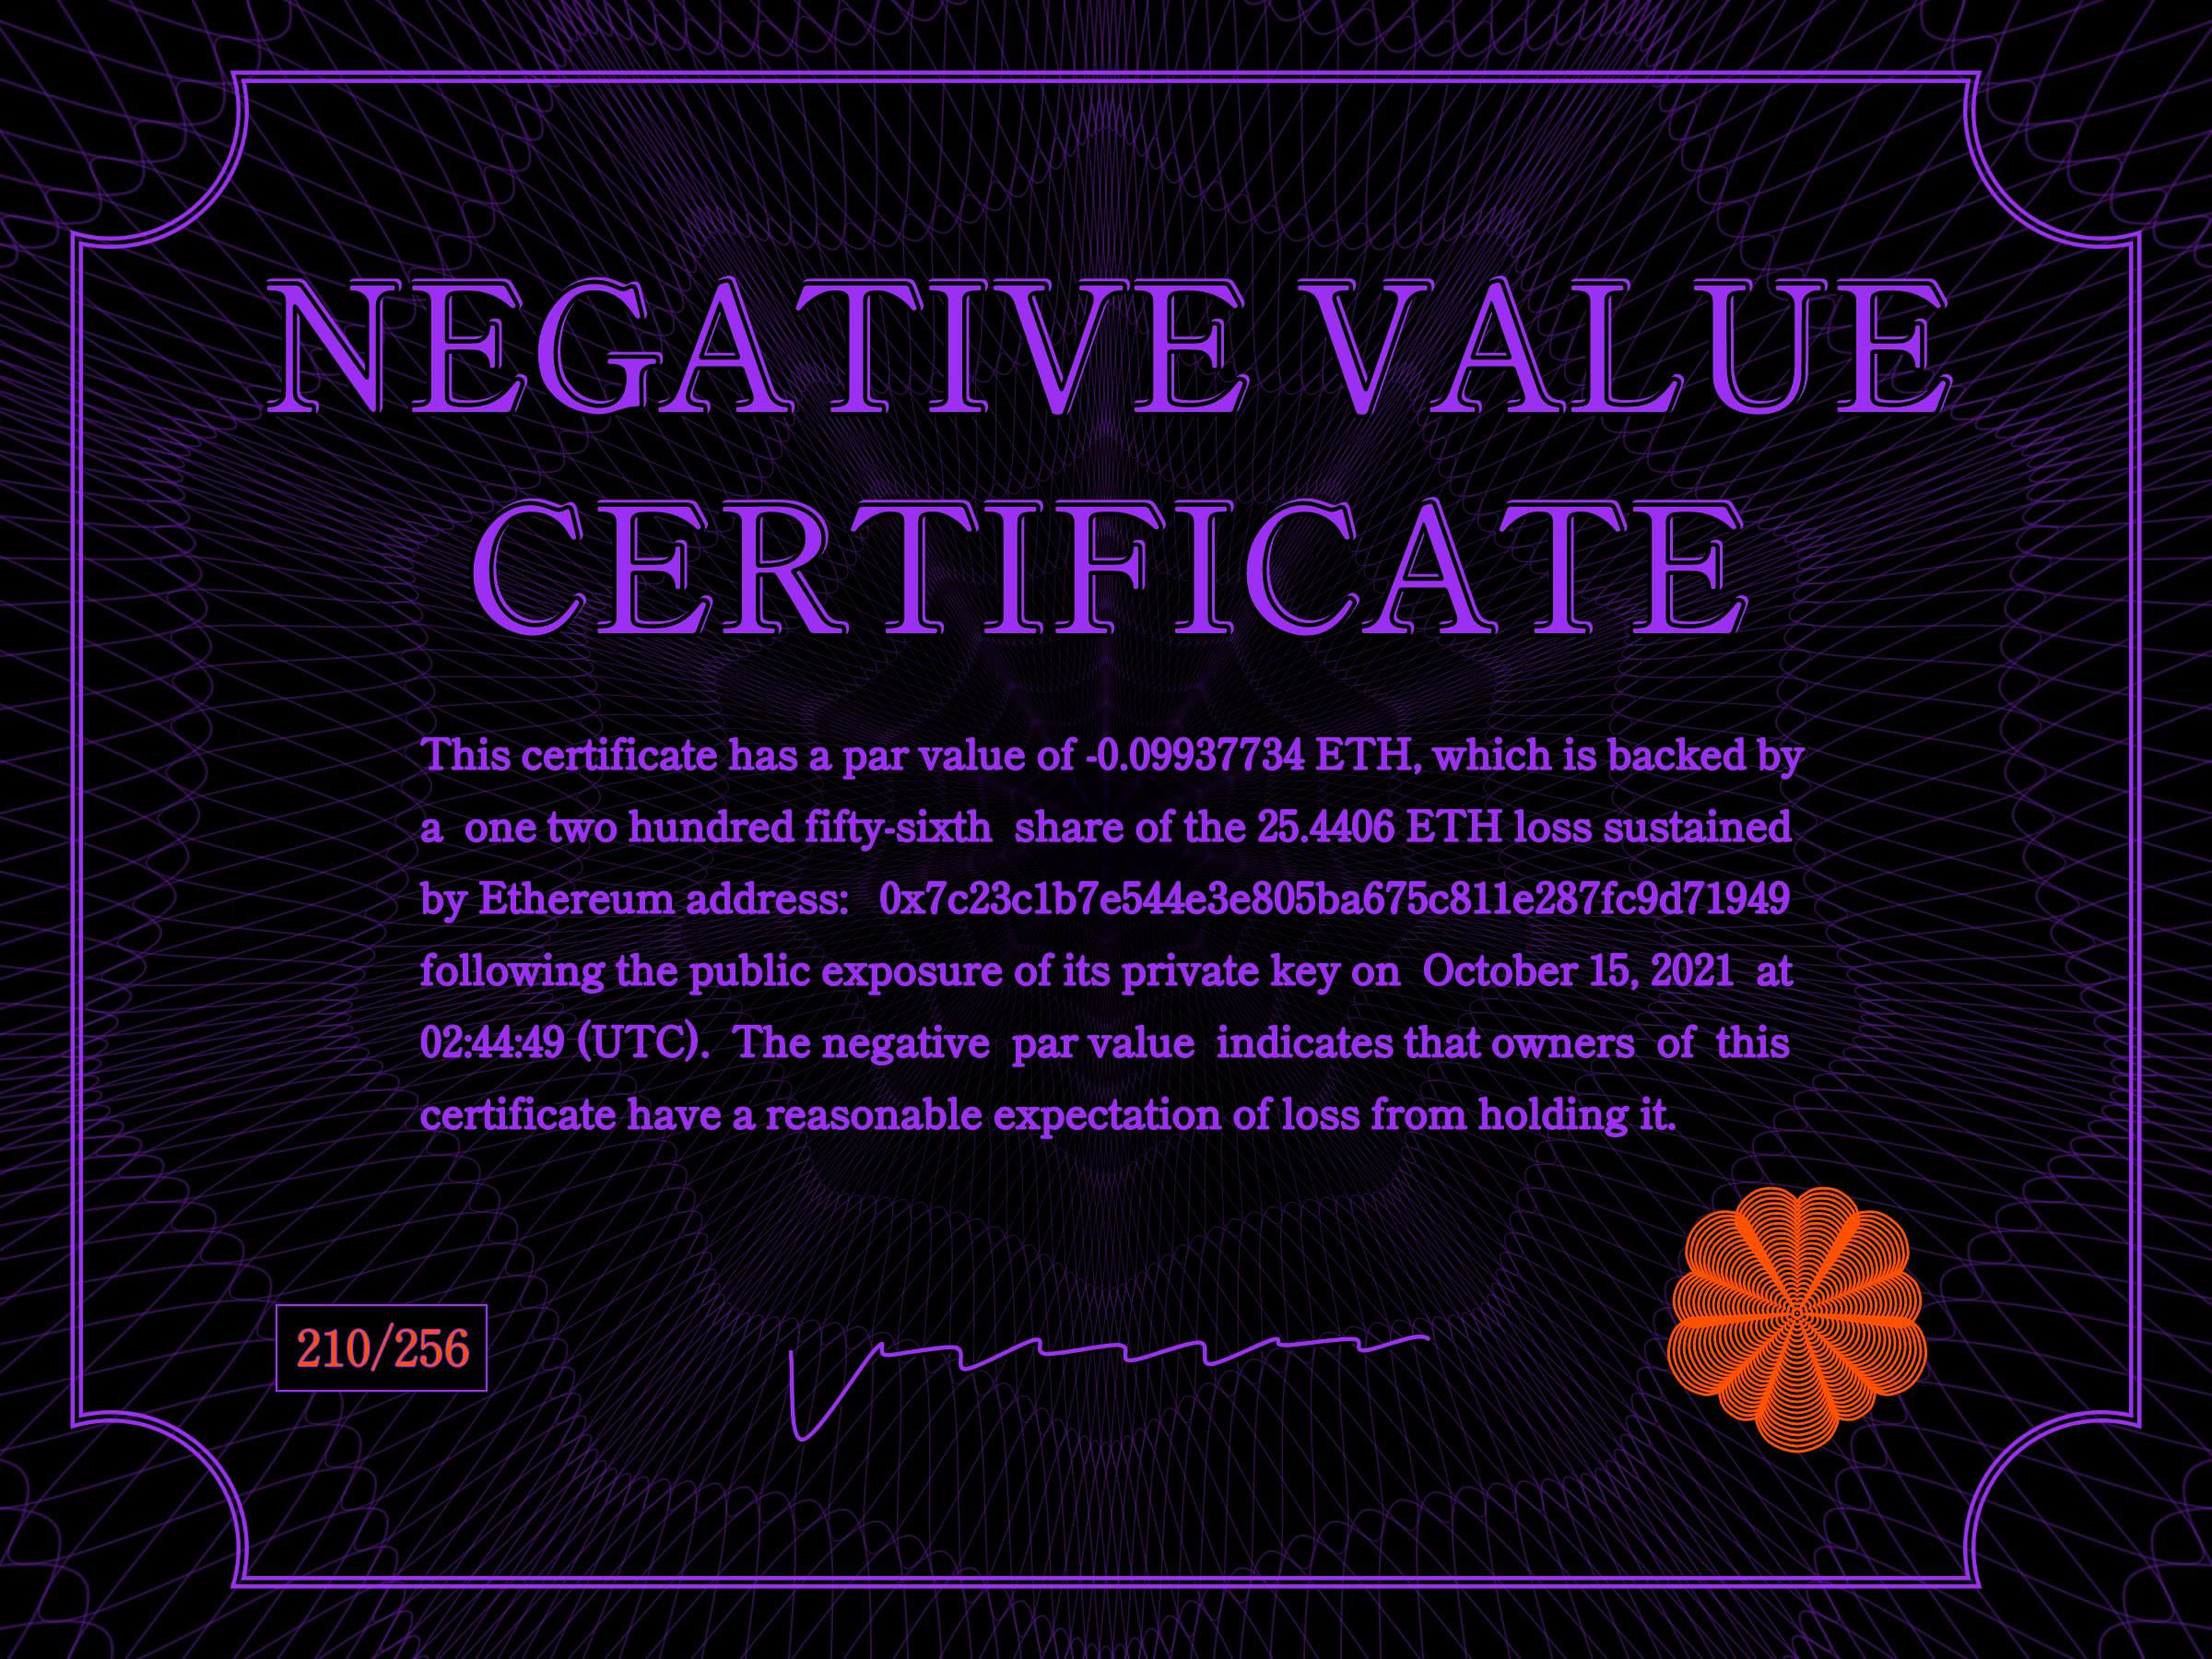 NEGATIVE VALUE
CERTIFICATE
This certificate has a par value of -0.09937734 ETH, which is backed by
a one two hundred fifty-sixth share of the 25.4406 ETH loss sustained
by Ethereum address: 0x7c23c1b7e544e3e805ba675c811e287fc9d71949
following the public exposure of its private key on October 15, 2021 at
02:44:49 (UTC). The negative par value indicates that owners of this
certificate have a reasonable expectation of loss from holding it.
210/256